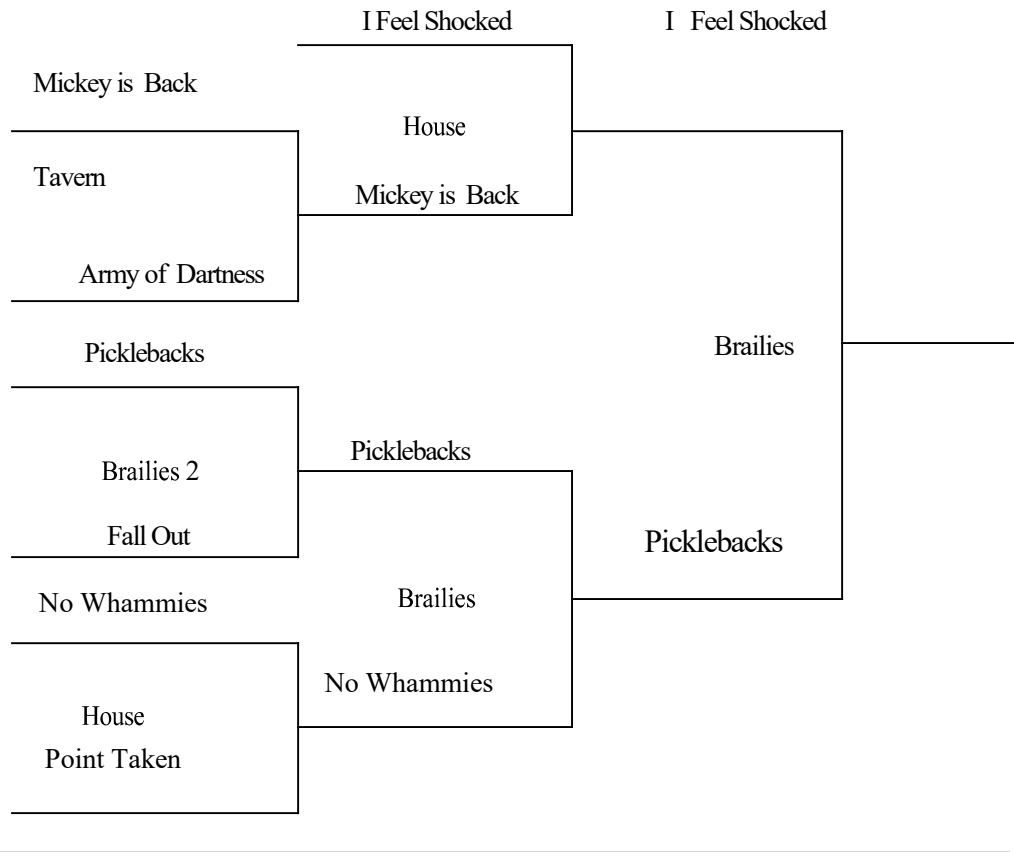 I Feel Shocked
I Feel Shocked
Mickey is Back
House
Tavern
Mickey is Back
Army of Dartness
Picklebacks
Brailies
Picklebacks
Brailies 2
Fall Out
Picklebacks
No Whammies
Brailies
No Whammies
House
Point Taken